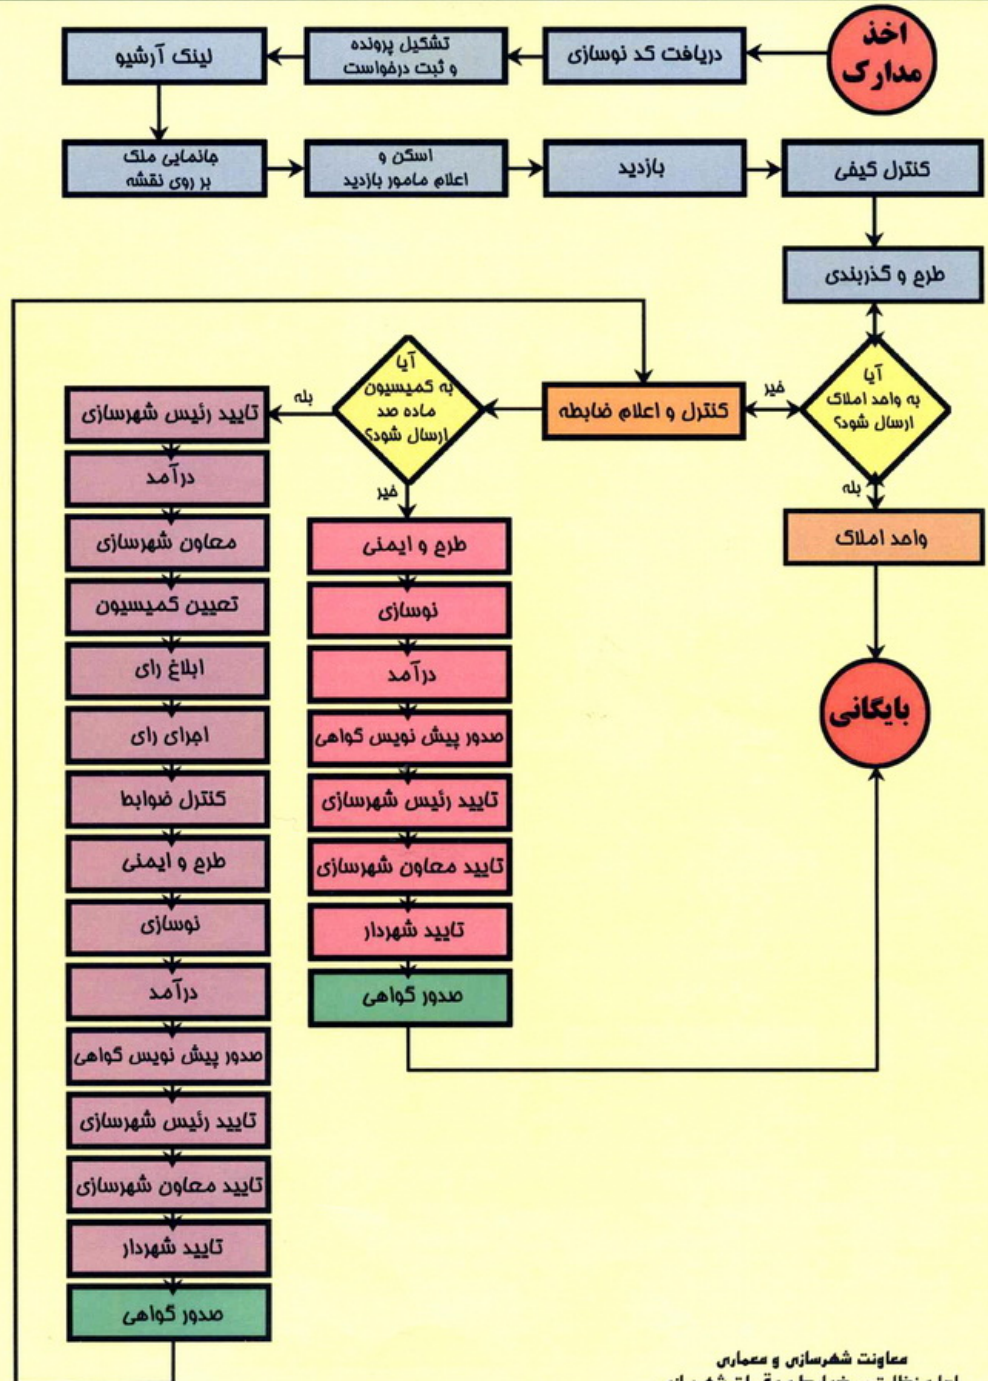 اخذ
مدارک
دریافت کد نوسازی
تشکیل پرونده
و ثبت درخواست
لینک آرشیو
جانمایی ملک
بر روی نقشه
اسکن و
اعلام مامور بازدید
بازدید
کنترل کیفی
طرح و گذربندی
آیا
به واحد املاک
ارسال شود؟
خیر
بله
واحد املاک
بایگانی
کنترل و اعلام ضابطه
آیا
به کمیسیون
ماده صد
ارسال شود؟
بله
خیر
طرح و ایمنی
نوسازی
درآمد
صدور پیش نویس گواهی
تایید رئیس شهرسازی
تایید معاون شهرسازی
تایید شهردار
صدور گواهی
تایید رئیس شهرسازی
درآمد
معاون شهرسازی
تعیین کمیسیون
ابلاغ رای
اجرای رای
کنترل ضوابط
طرح و ایمنی
نوسازی
درآمد
صدور پیش نویس گواهی
تایید رئیس شهرسازی
تایید معاون شهرسازی
تایید شهردار
صدور گواهی
معاونت شهرسازی و معماری